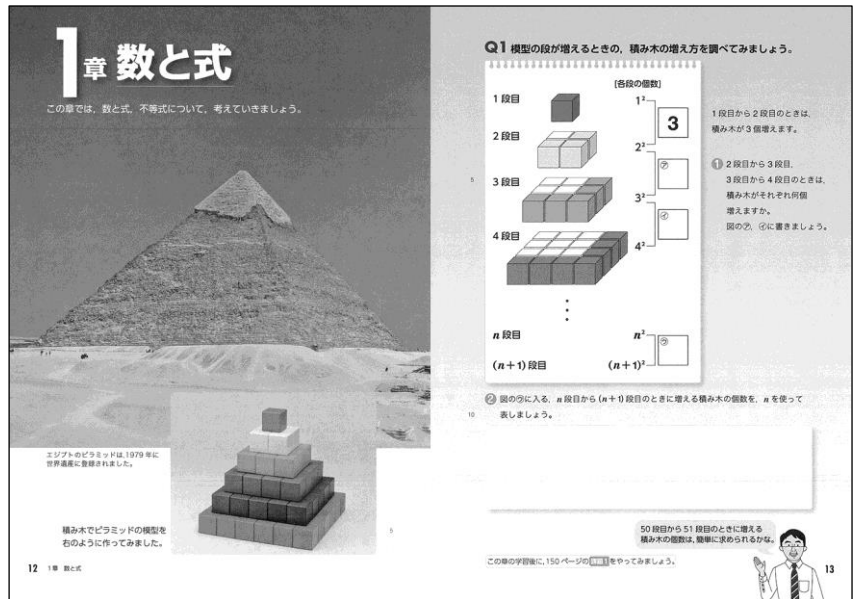 1章 数と式
この章では，数と式，不等式について，考えていきましょう。
エジプトのピラミッドは，1979年に
世界遺産に登録されました。
積み木でピラミッドの模型を
右のように作ってみました。
5
12 1章 数と式
Q1 模型の段が増えるときの，積み木の増え方を調べてみましょう。
[各段の個数]
1段目 1²
3
2段目 2²
㋐
5
3段目 3²
㋑
4段目 4²
n段目 n²
㋒
(n+1)段目 (n+1)²
1段目から2段目のときは，
積み木が3個増えます。
❶ 2段目から3段目，
3段目から4段目のときは，
積み木がそれぞれ何個
増えますか。
図の㋐，㋑に書きましょう。
❷ 図の㋒に入る，n段目から(n+1)段目のときに増える積み木の個数を，nを使って
10
表しましょう。
50段目から51段目のときに増える
積み木の個数は，簡単に求められるかな。
この章の学習後に，150ページの課題1をやってみましょう。
13